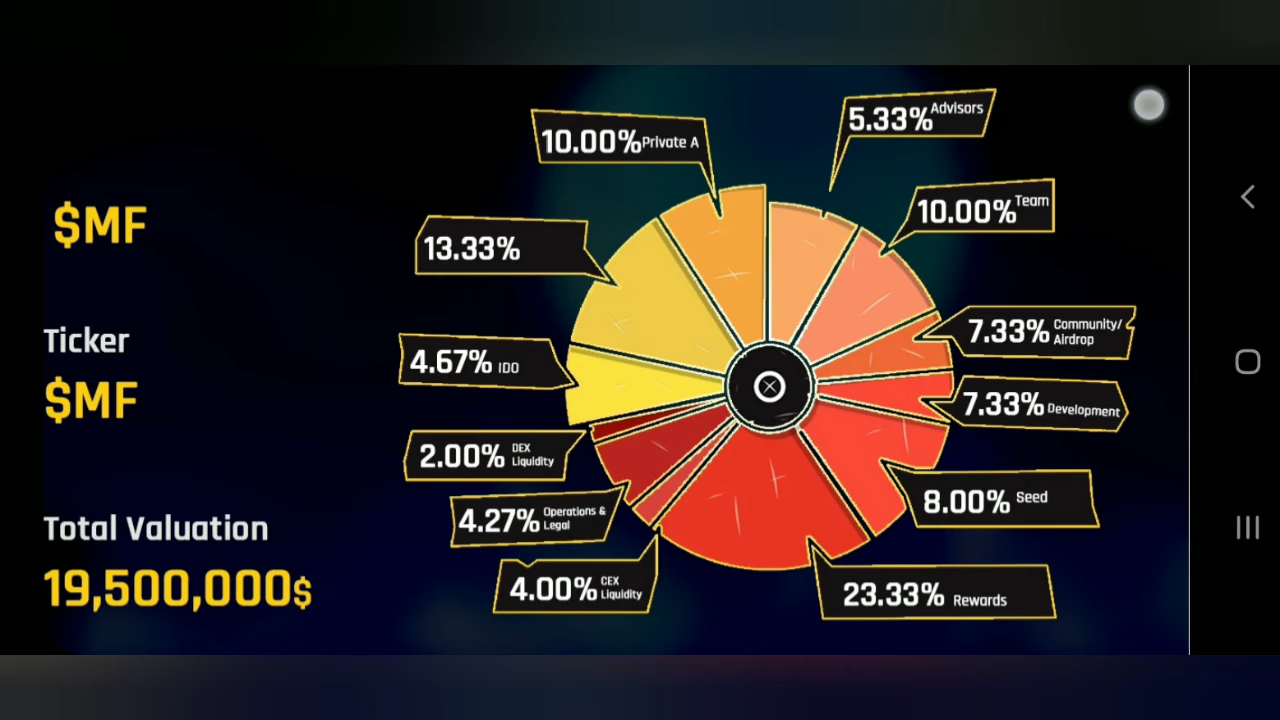 $MF
Ticker
$MF
Total Valuation
19,500,000$
10.00% Private A
5.33% Advisors
10.00% Team
13.33%
7.33% Community/
Airdrop
4.67% IDO
7.33% Development
2.00% DEX
Liquidity
8.00% Seed
4.27% Operations &
Legal
4.00% CEX
Liquidity
23.33% Rewards